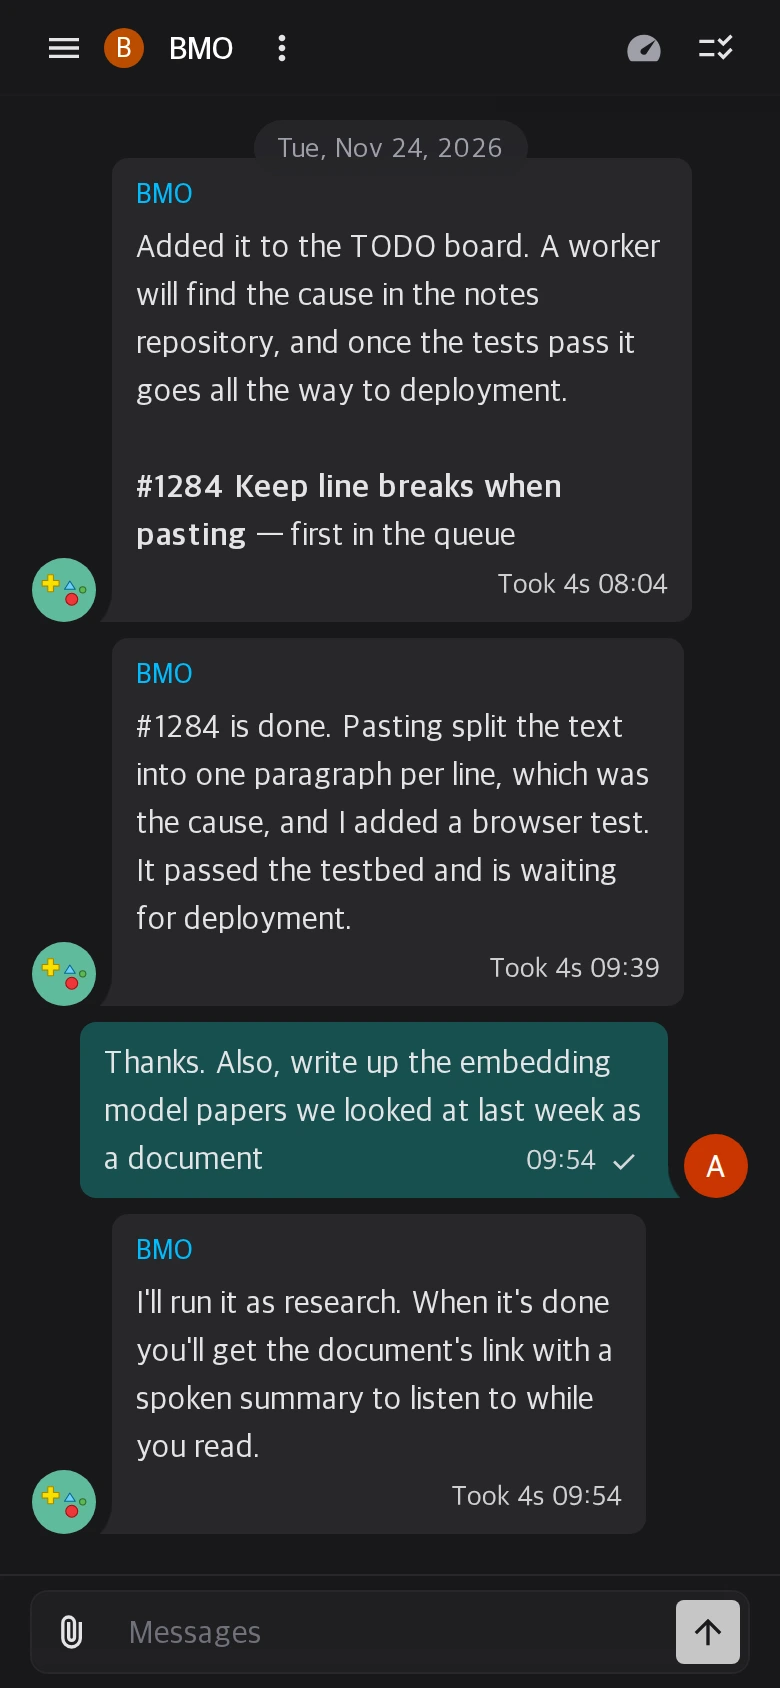 B BMO
Tue, Nov 24, 2026
BMO
Added it to the TODO board. A worker
will find the cause in the notes
repository, and once the tests pass it
goes all the way to deployment.
#1284 Keep line breaks when
pasting — first in the queue
Took 4s 08:04
BMO
#1284 is done. Pasting split the text
into one paragraph per line, which was
the cause, and I added a browser test.
It passed the testbed and is waiting
for deployment.
Took 4s 09:39
Thanks. Also, write up the embedding
model papers we looked at last week as
a document 09:54
A
BMO
I'll run it as research. When it's done
you'll get the document's link with a
spoken summary to listen to while
you read.
Took 4s 09:54
Messages